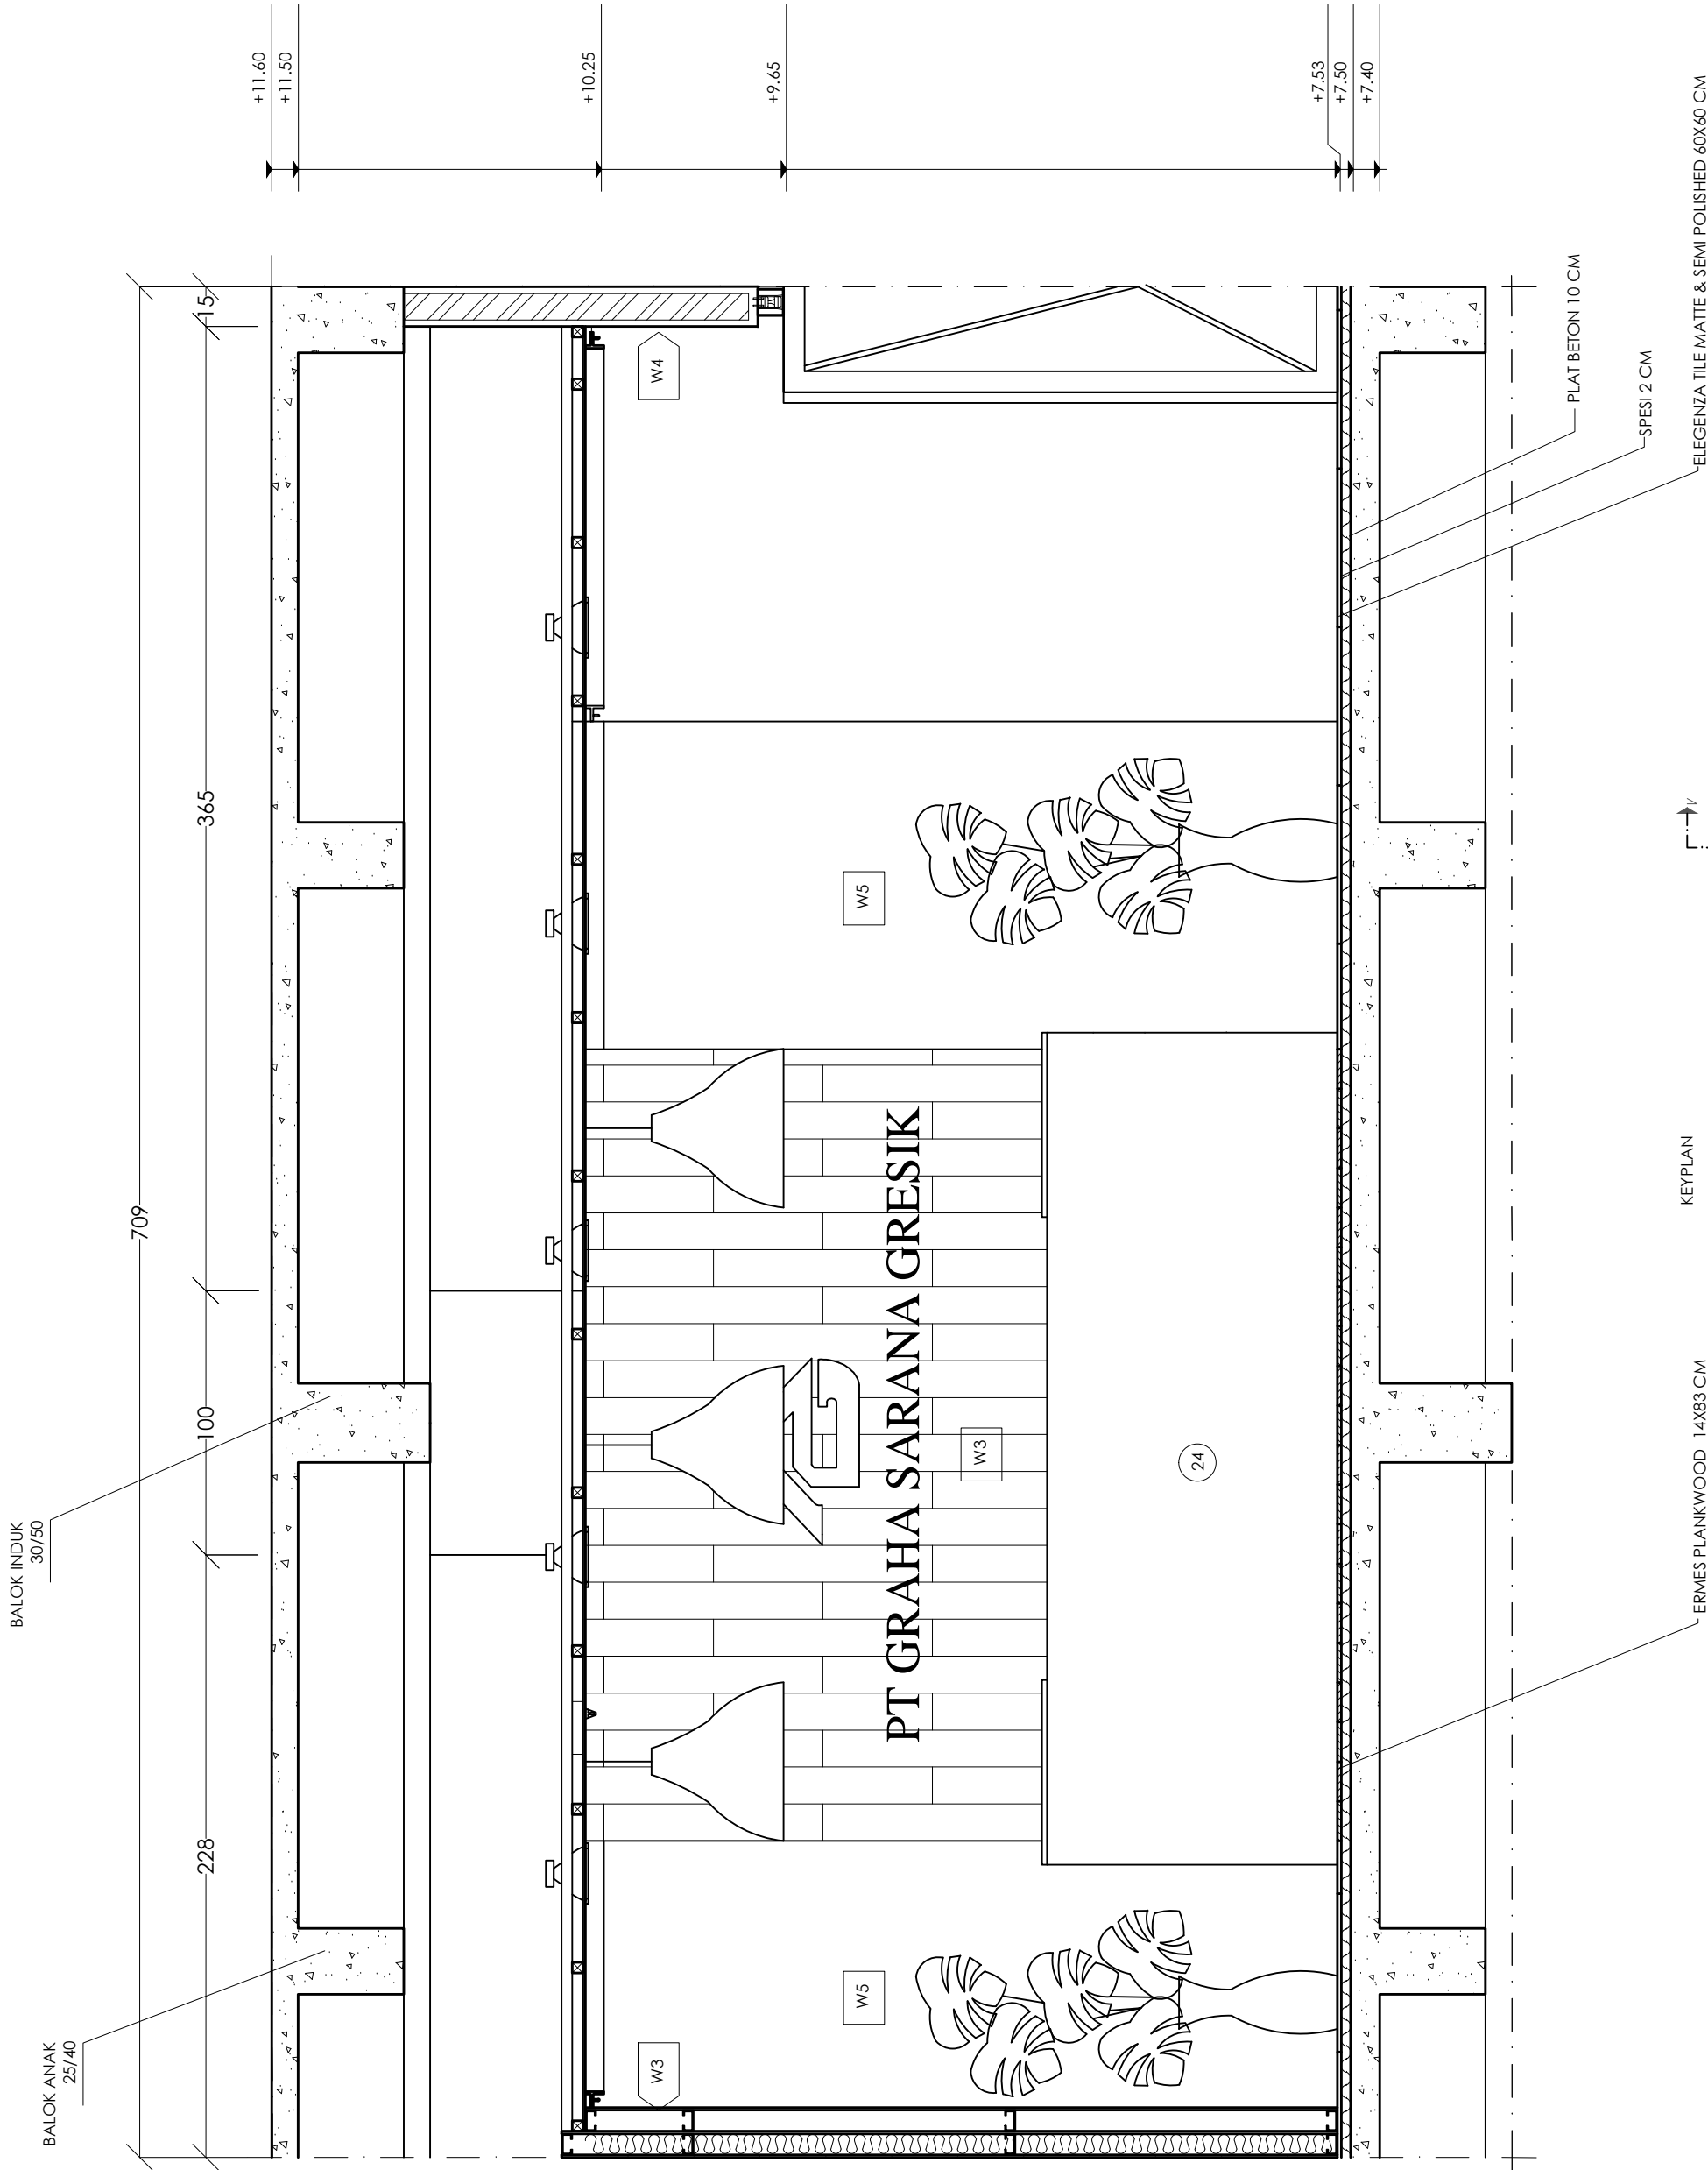 BALOK ANAK
25/40
BALOK INDUK
30/50
709
228
100
365
15
+11.60
+11.50
+10.25
+9.65
+7.53
+7.50
+7.40
W3
W5
W3
W5
W4
PT GRAHA SARANA GRESIK
24
PLAT BETON 10 CM
SPESI 2 CM
ELEGENZA TILE MATTE & SEMI POLISHED 60X60 CM
ERMES PLANKWOOD 14X83 CM
KEYPLAN
V